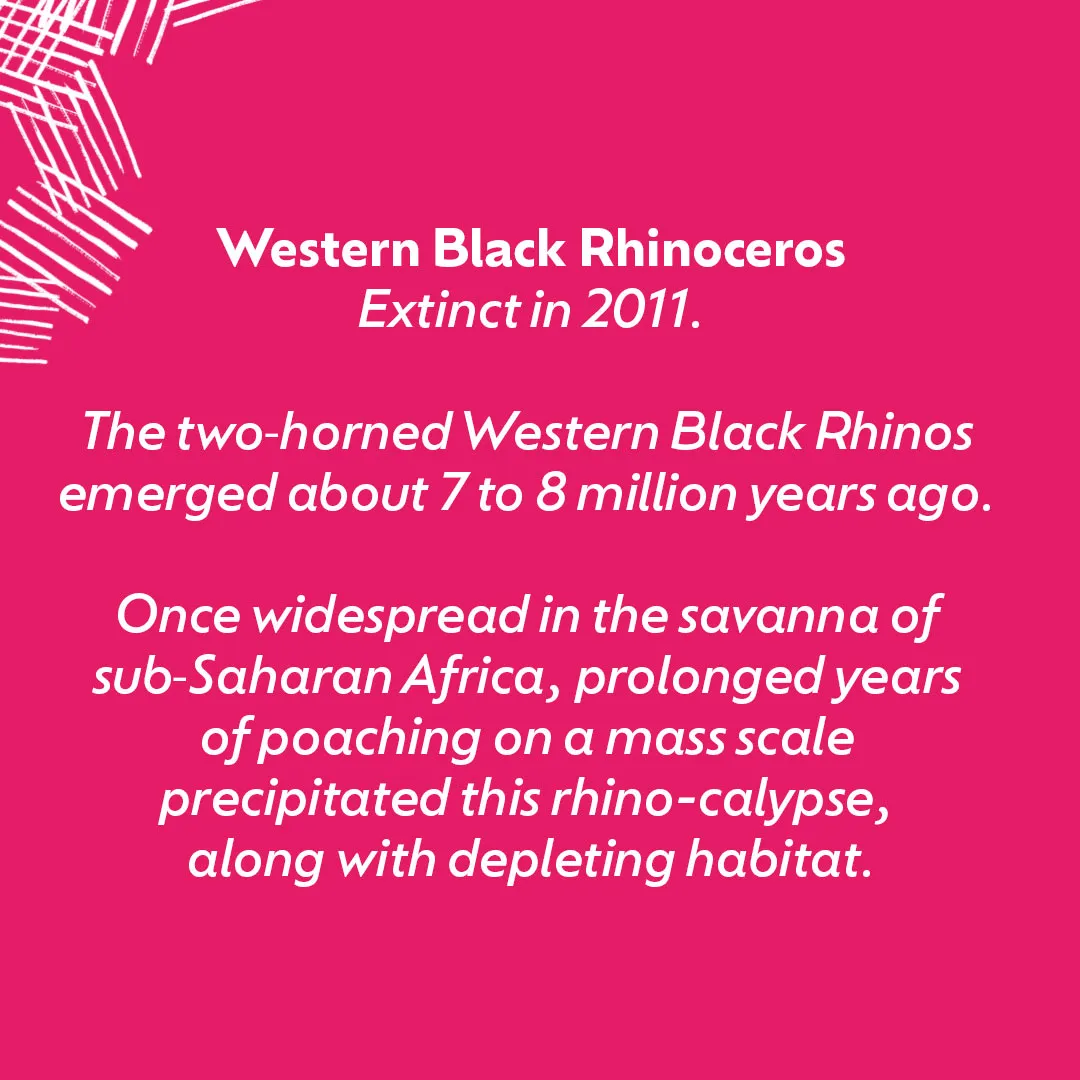 Western Black Rhinoceros
Extinct in 2011.
The two-horned Western Black Rhinos
emerged about 7 to 8 million years ago.
Once widespread in the savanna of
sub-Saharan Africa, prolonged years
of poaching on a mass scale
precipitated this rhino-calypse,
along with depleting habitat.